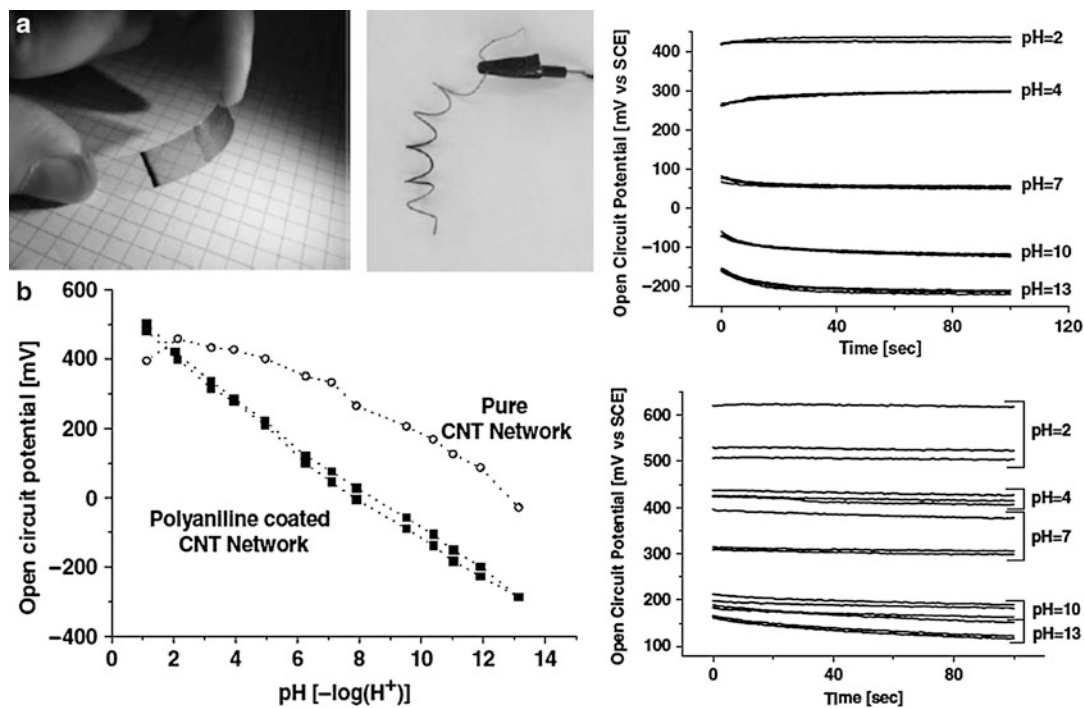 a
Open Circuit Potential [mV vs SCE]
400
300
200
100
0
−100
−200
pH=2
pH=4
pH=7
pH=10
pH=13
0
40
80
120
Time [sec]
b
Open circuit potential [mV]
600
400
200
0
−200
−400
Pure
CNT Network
Polyaniline coated
CNT Network
0
2
4
6
8
10
12
14
pH [−log(H⁺)]
Open Circuit Potential [mV vs SCE]
600
500
400
300
200
100
pH=2
pH=4
pH=7
pH=10
pH=13
0
40
80
Time [sec]